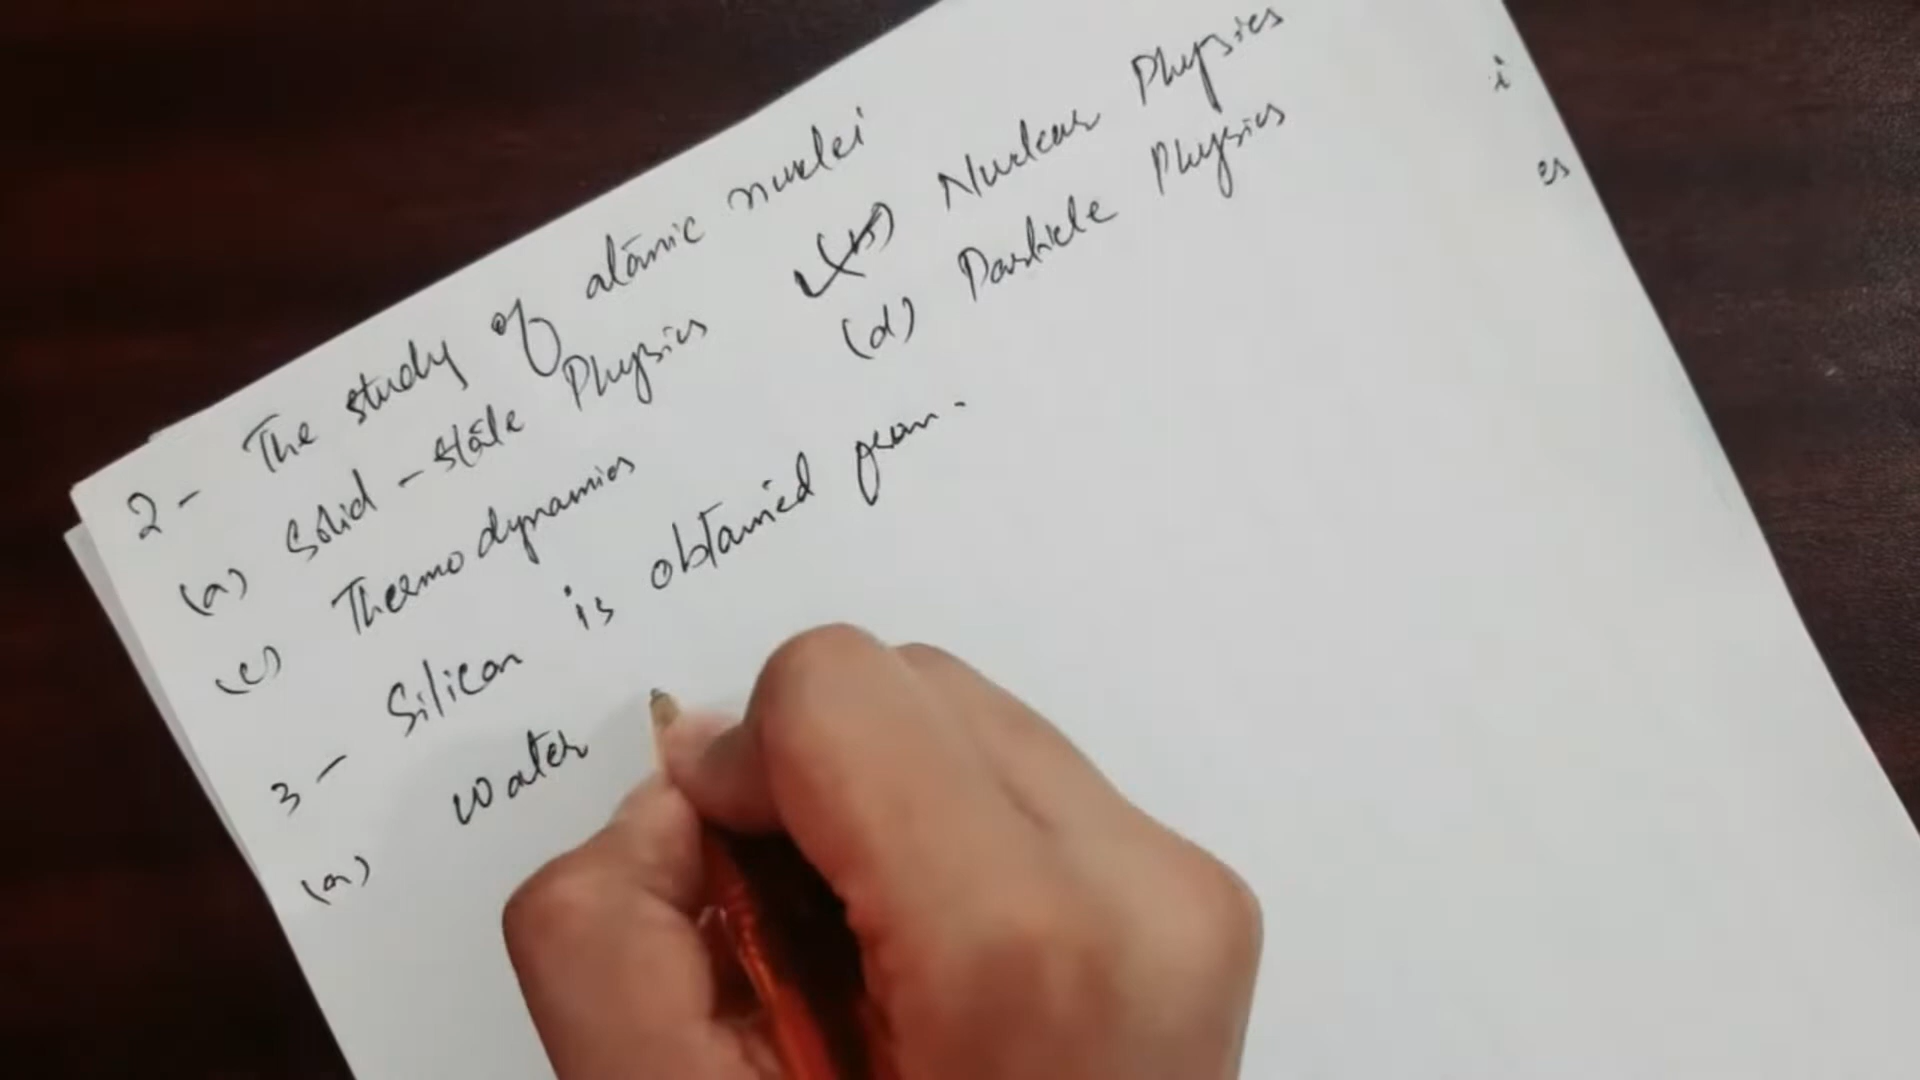 2- The study of atomic nuclei
(a) Solid-state Physics (b) Nuclear Physics
(c) Thermodynamics (d) Particle Physics
3- Silicon is obtained from.
(a) Water
i
es